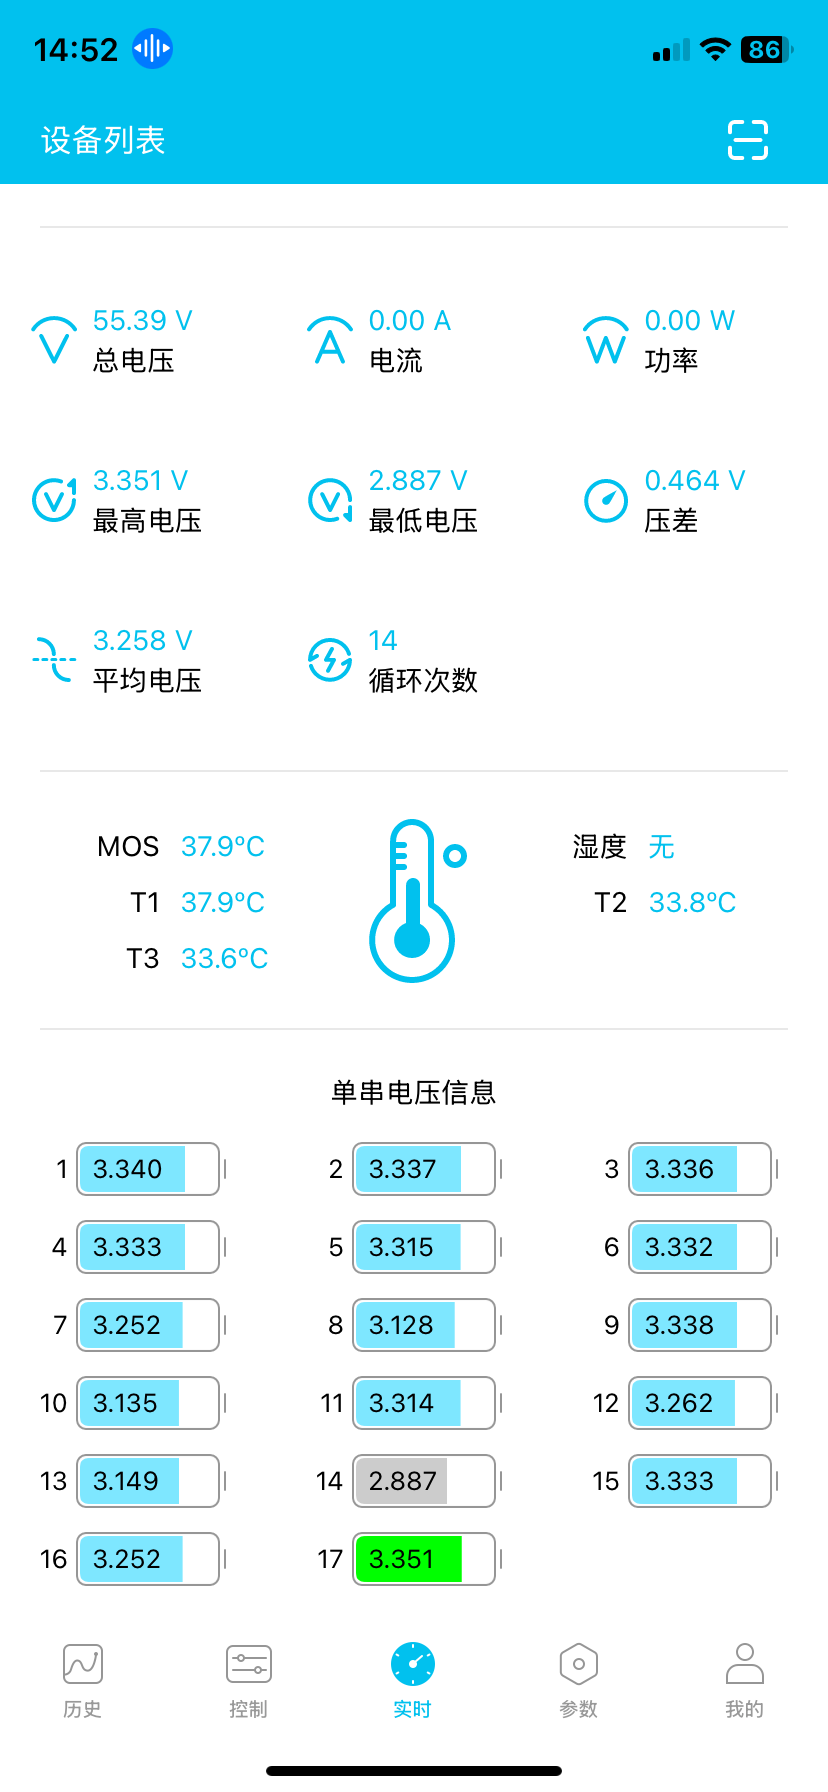 14:52
86
设备列表
55.39 V
总电压
0.00 A
电流
0.00 W
功率
3.351 V
最高电压
2.887 V
最低电压
0.464 V
压差
3.258 V
平均电压
14
循环次数
MOS 37.9°C 湿度 无
T1 37.9°C T2 33.8°C
T3 33.6°C
单串电压信息
1 3.340 2 3.337 3 3.336
4 3.333 5 3.315 6 3.332
7 3.252 8 3.128 9 3.338
10 3.135 11 3.314 12 3.262
13 3.149 14 2.887 15 3.333
16 3.252 17 3.351
历史 控制 实时 参数 我的